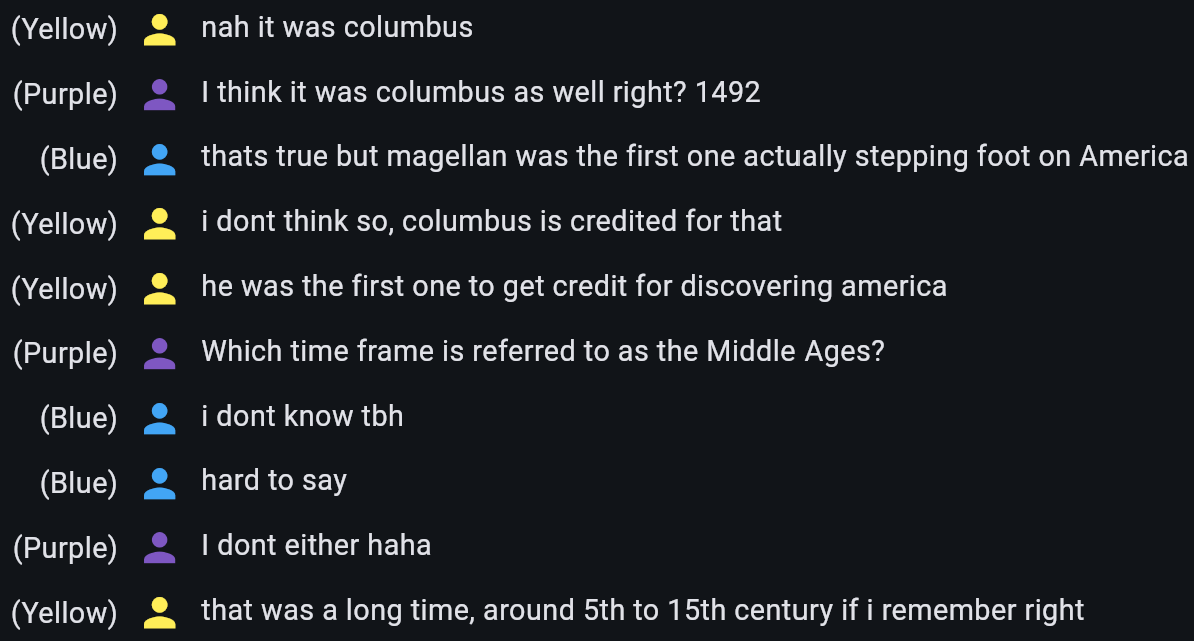 (Yellow) nah it was columbus
(Purple) I think it was columbus as well right? 1492
(Blue) thats true but magellan was the first one actually stepping foot on America
(Yellow) i dont think so, columbus is credited for that
(Yellow) he was the first one to get credit for discovering america
(Purple) Which time frame is referred to as the Middle Ages?
(Blue) i dont know tbh
(Blue) hard to say
(Purple) I dont either haha
(Yellow) that was a long time, around 5th to 15th century if i remember right